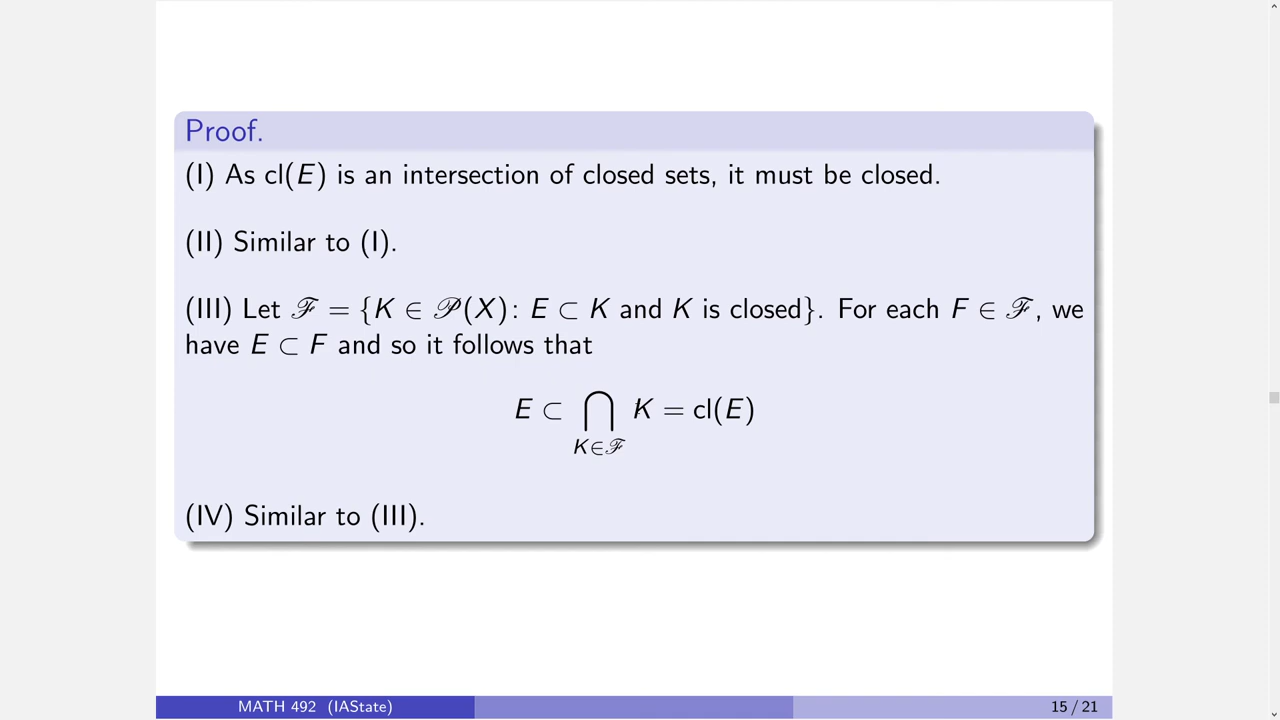 Proof.
(I) As cl(E) is an intersection of closed sets, it must be closed.
(II) Similar to (I).
(III) Let ℱ = {K ∈ 𝒫(X): E ⊂ K and K is closed}. For each F ∈ ℱ, we
have E ⊂ F and so it follows that
E ⊂ ⋂ K = cl(E)
K∈ℱ
(IV) Similar to (III).
MATH 492 (IAState) 15 / 21